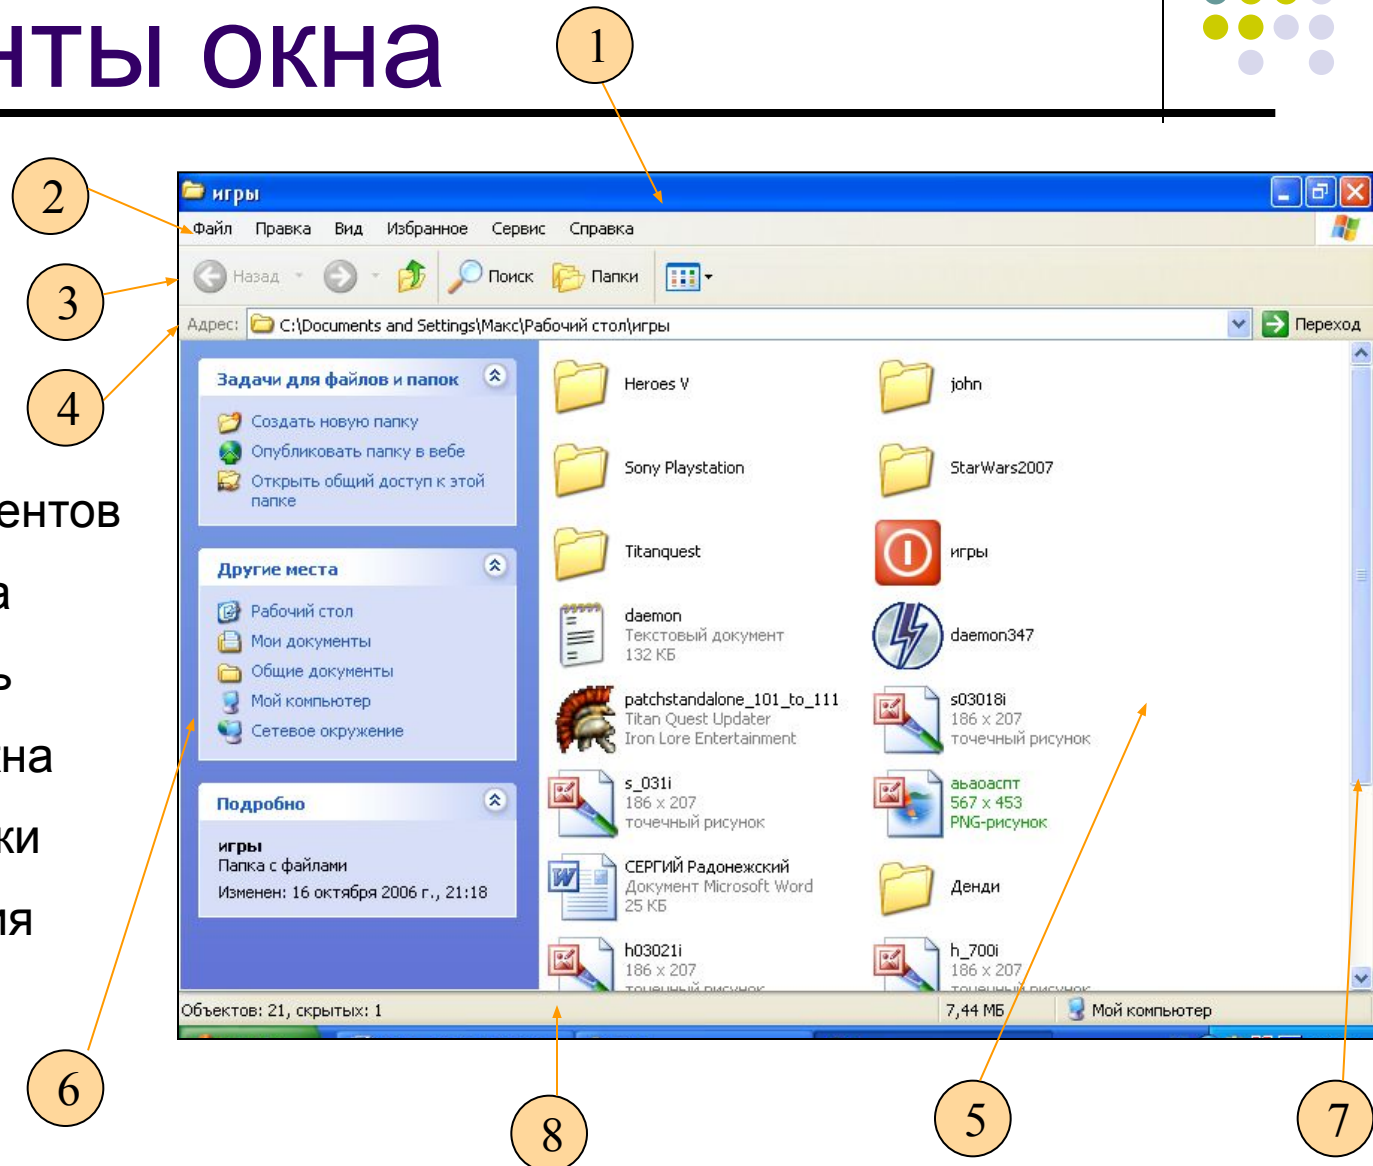 нты окна
1
2
3
4
ентов
а
ь
кна
ки
ия
6
8
5
7
игры
Файл Правка Вид Избранное Сервис Справка
Назад Поиск Папки
Адрес: C:\Documents and Settings\Макс\Рабочий стол\игры Переход
Задачи для файлов и папок
Создать новую папку
Опубликовать папку в вебе
Открыть общий доступ к этой
папке
Другие места
Рабочий стол
Мои документы
Общие документы
Мой компьютер
Сетевое окружение
Подробно
игры
Папка с файлами
Изменен: 16 октября 2006 г., 21:18
Heroes V
john
Sony Playstation
StarWars2007
Titanquest
игры
daemon
Текстовый документ
132 КБ
daemon347
patchstandalone_101_to_111
Titan Quest Updater
Iron Lore Entertainment
s03018i
186 x 207
точечный рисунок
s_031i
186 x 207
точечный рисунок
аьаоаспт
567 x 453
PNG-рисунок
СЕРГИЙ Радонежский
Документ Microsoft Word
25 КБ
Денди
h03021i
186 x 207
точечный рисунок
h_700i
186 x 207
точечный рисунок
Объектов: 21, скрытых: 1 7,44 МБ Мой компьютер